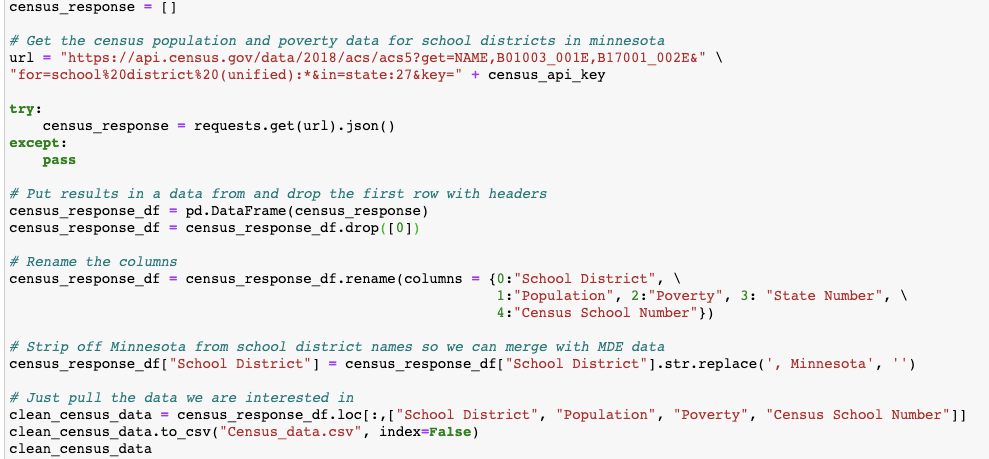 census_response = []
# Get the census population and poverty data for school districts in minnesota
url = "https://api.census.gov/data/2018/acs/acs5?get=NAME,B01003_001E,B17001_002E&" \
"for=school%20district%20(unified):*&in=state:27&key=" + census_api_key
try:
    census_response = requests.get(url).json()
except:
    pass
# Put results in a data from and drop the first row with headers
census_response_df = pd.DataFrame(census_response)
census_response_df = census_response_df.drop([0])
# Rename the columns
census_response_df = census_response_df.rename(columns = {0:"School District", \
                                                          1:"Population", 2:"Poverty", 3: "State Number", \
                                                          4:"Census School Number"})
# Strip off Minnesota from school district names so we can merge with MDE data
census_response_df["School District"] = census_response_df["School District"].str.replace(', Minnesota', '')
# Just pull the data we are interested in
clean_census_data = census_response_df.loc[:,["School District", "Population", "Poverty", "Census School Number"]]
clean_census_data.to_csv("Census_data.csv", index=False)
clean_census_data